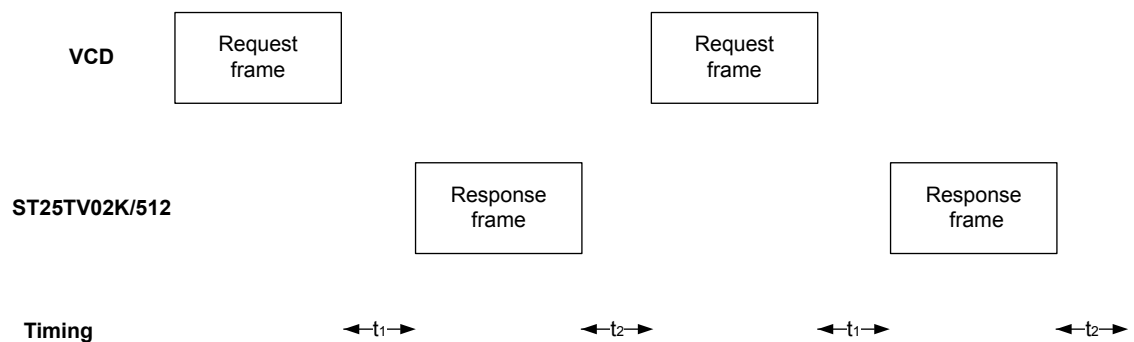 VCD
Request
frame
Request
frame
ST25TV02K/512
Response
frame
Response
frame
Timing
t1
t2
t1
t2